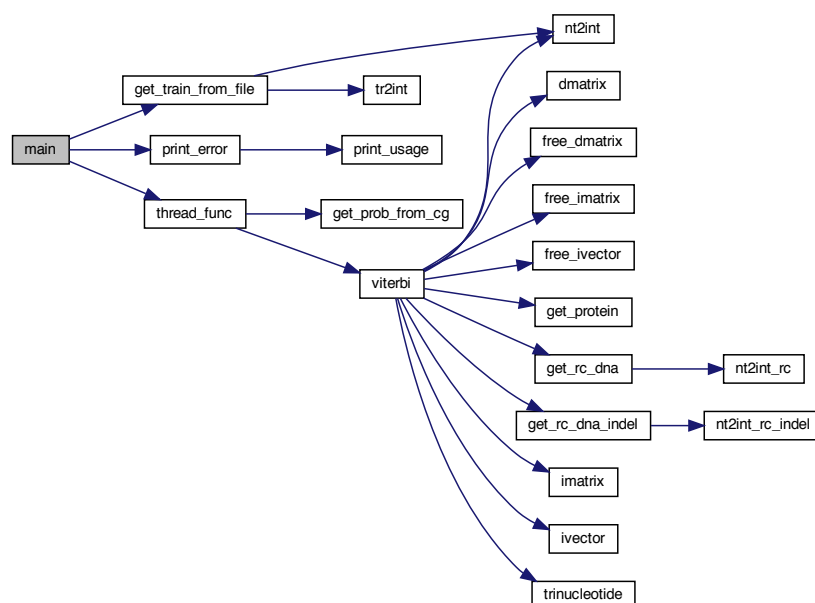 nt2int
get_train_from_file
tr2int
dmatrix
main
print_error
print_usage
free_dmatrix
free_imatrix
thread_func
get_prob_from_cg
free_ivector
viterbi
get_protein
get_rc_dna
nt2int_rc
get_rc_dna_indel
nt2int_rc_indel
imatrix
ivector
trinucleotide